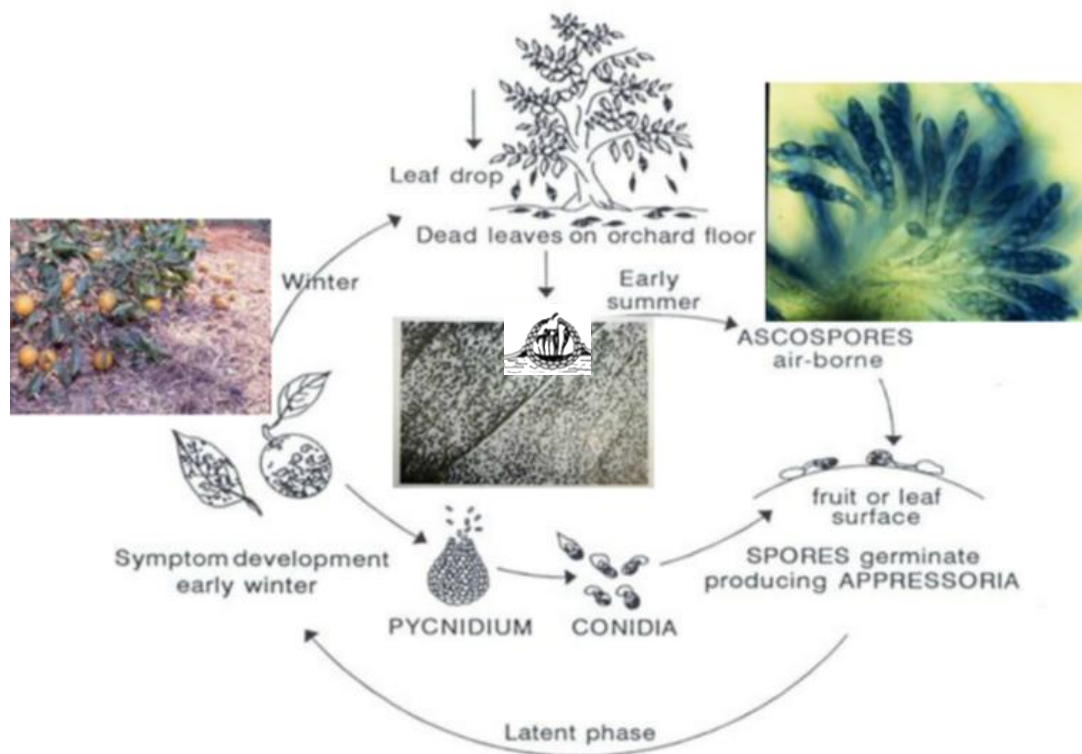 Leaf drop
Dead leaves on orchard floor
Winter
Early
summer
ASCOSPORES
air-borne
fruit or leaf
surface
SPORES germinate
producing APPRESSORIA
Symptom development
early winter
PYCNIDIUM
CONIDIA
Latent phase